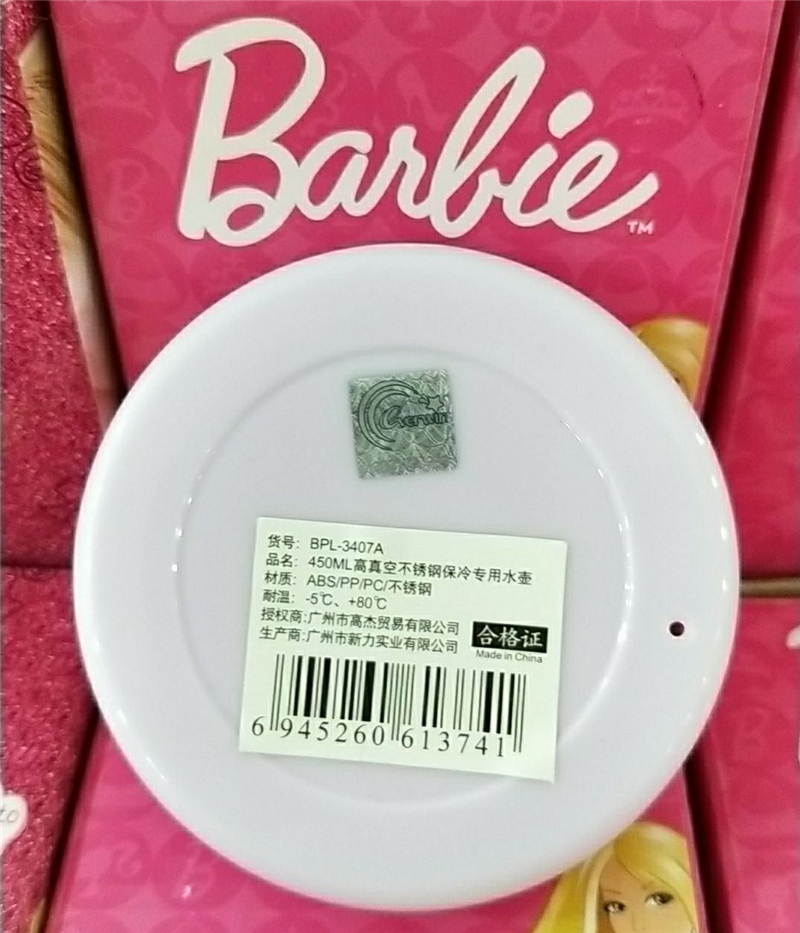 Barbie
TM
货号: BPL-3407A
品名: 450ML高真空不锈钢保冷专用水壶
材质: ABS/PP/PC/不锈钢
耐温: -5℃、+80℃
授权商:广州市高杰贸易有限公司
生产商:广州市新力实业有限公司
合格证
Made in China
6 945260 613741
to